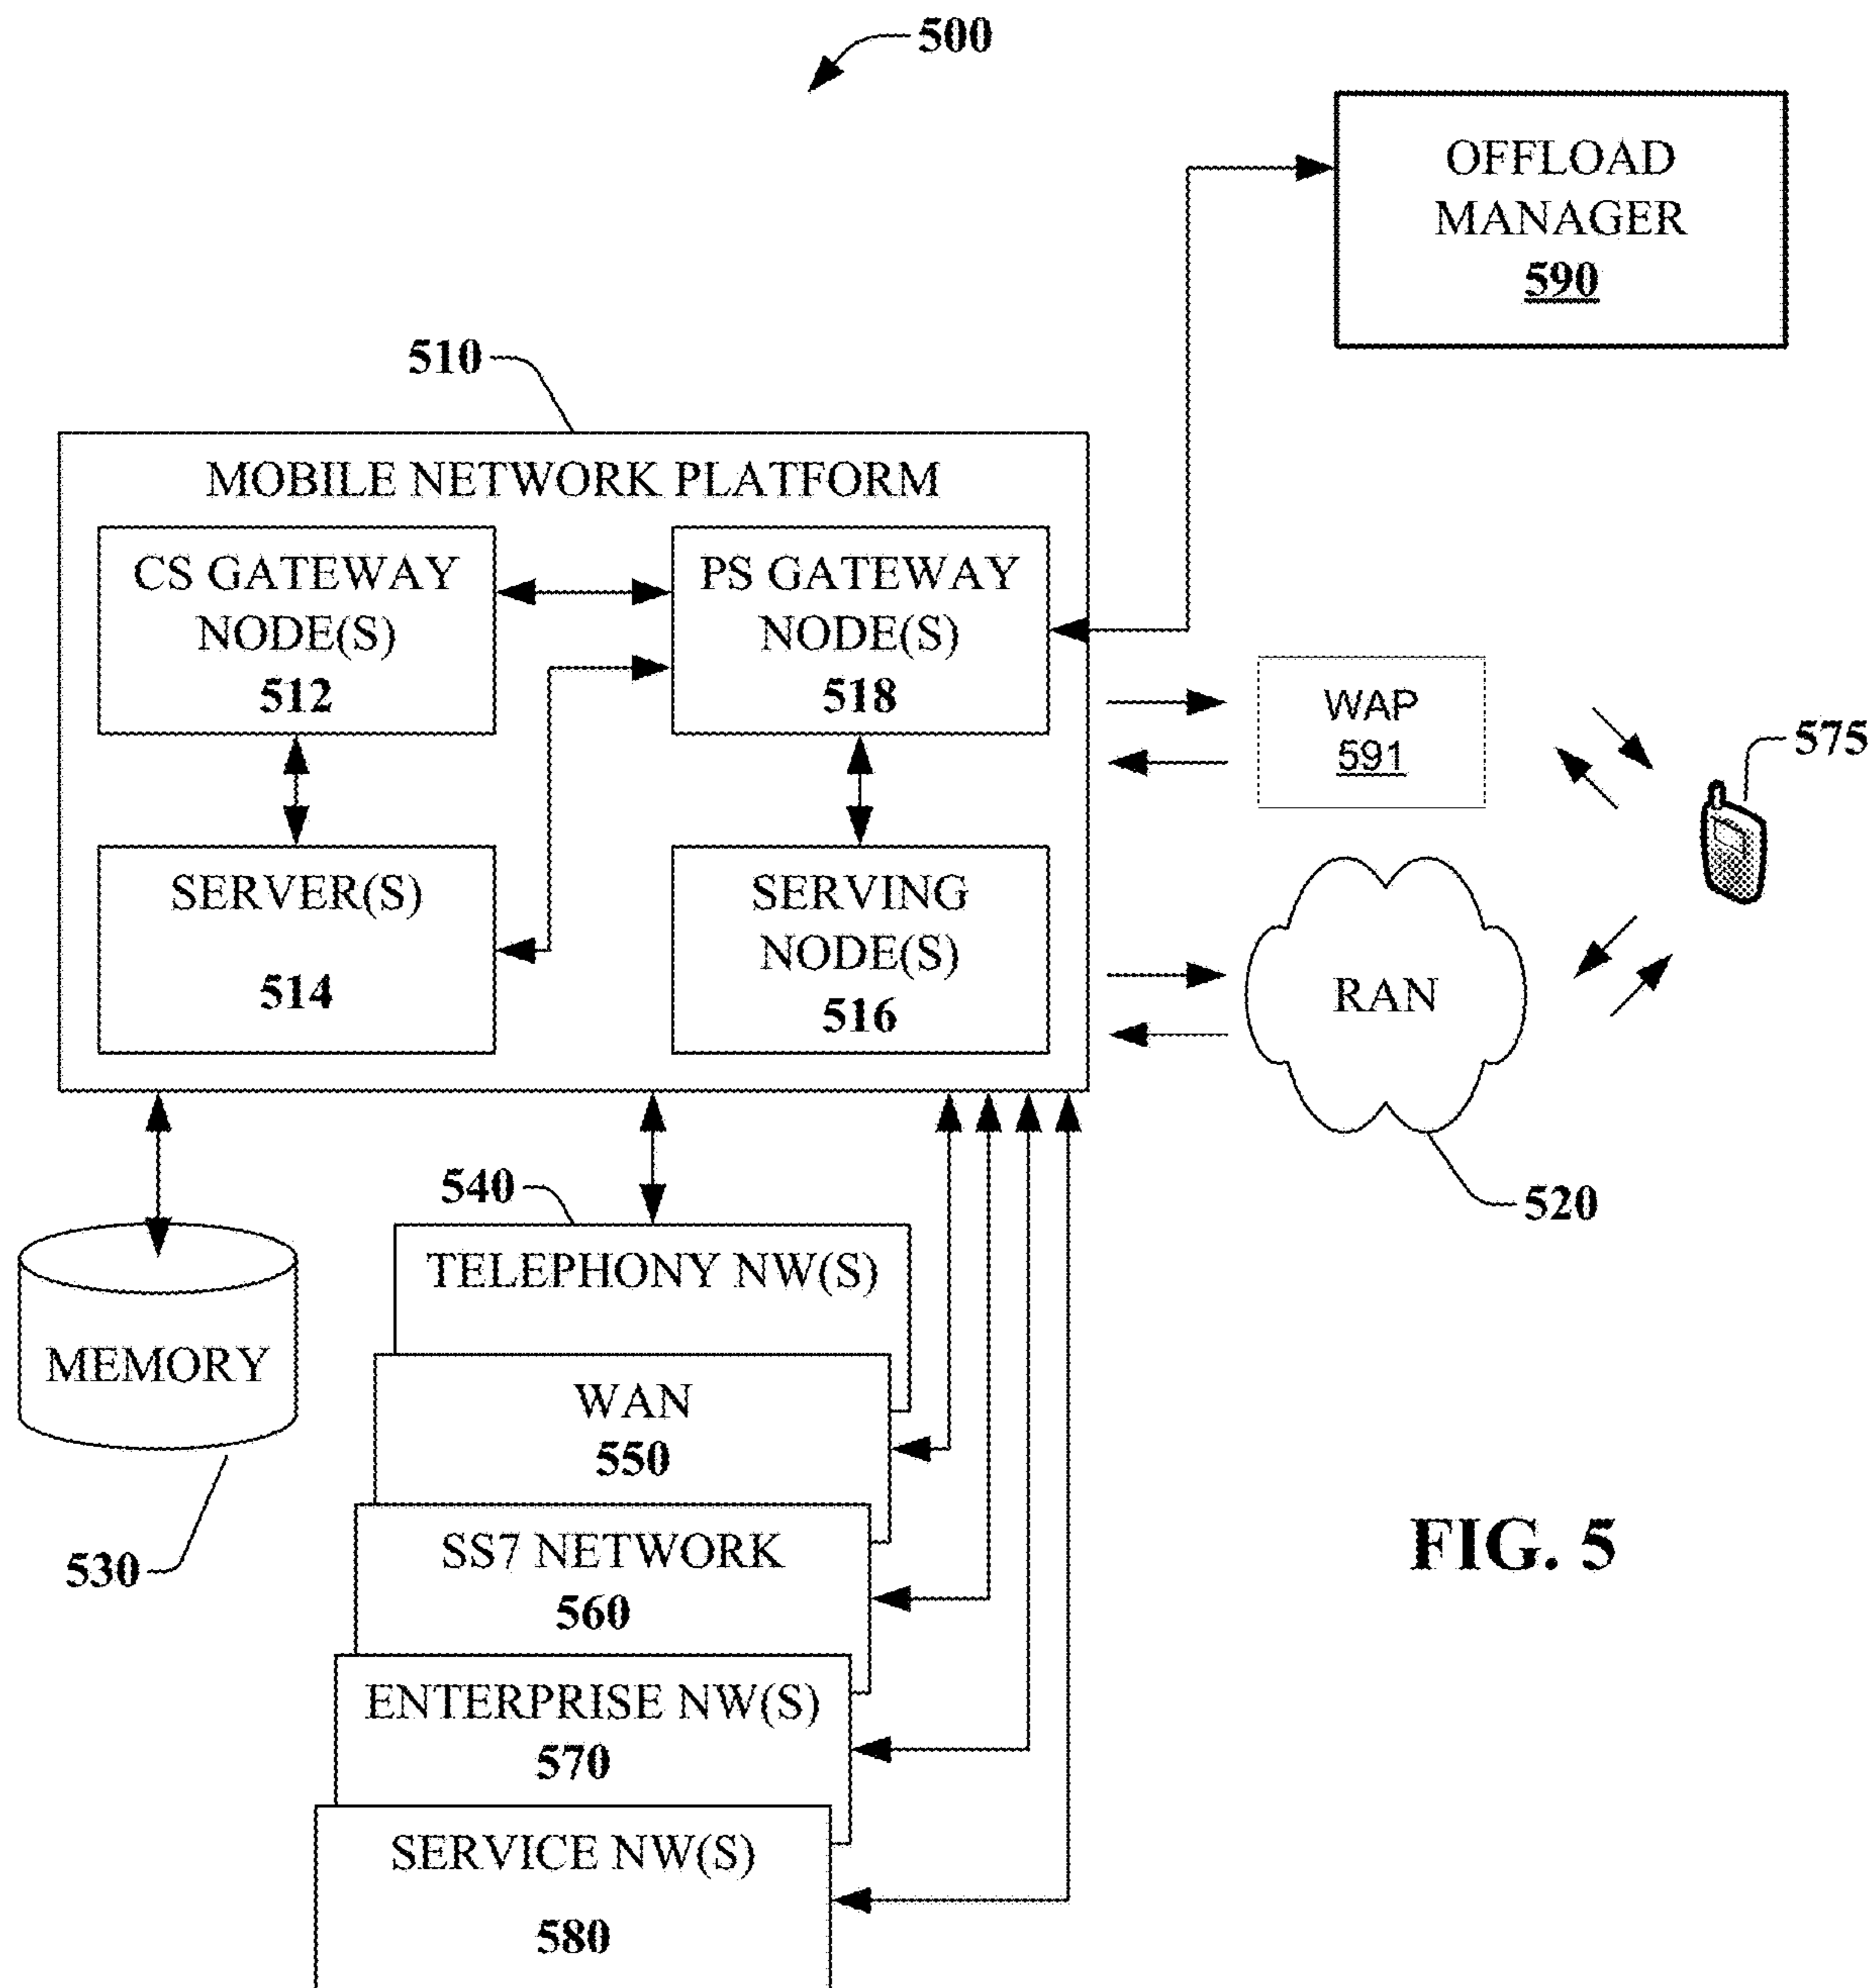 500
OFFLOAD
MANAGER
590
510
MOBILE NETWORK PLATFORM
CS GATEWAY
NODE(S)
512
PS GATEWAY
NODE(S)
518
SERVER(S)
514
SERVING
NODE(S)
516
WAP
591
575
RAN
520
540
TELEPHONY NW(S)
MEMORY
530
WAN
550
SS7 NETWORK
560
ENTERPRISE NW(S)
570
SERVICE NW(S)
580
FIG. 5